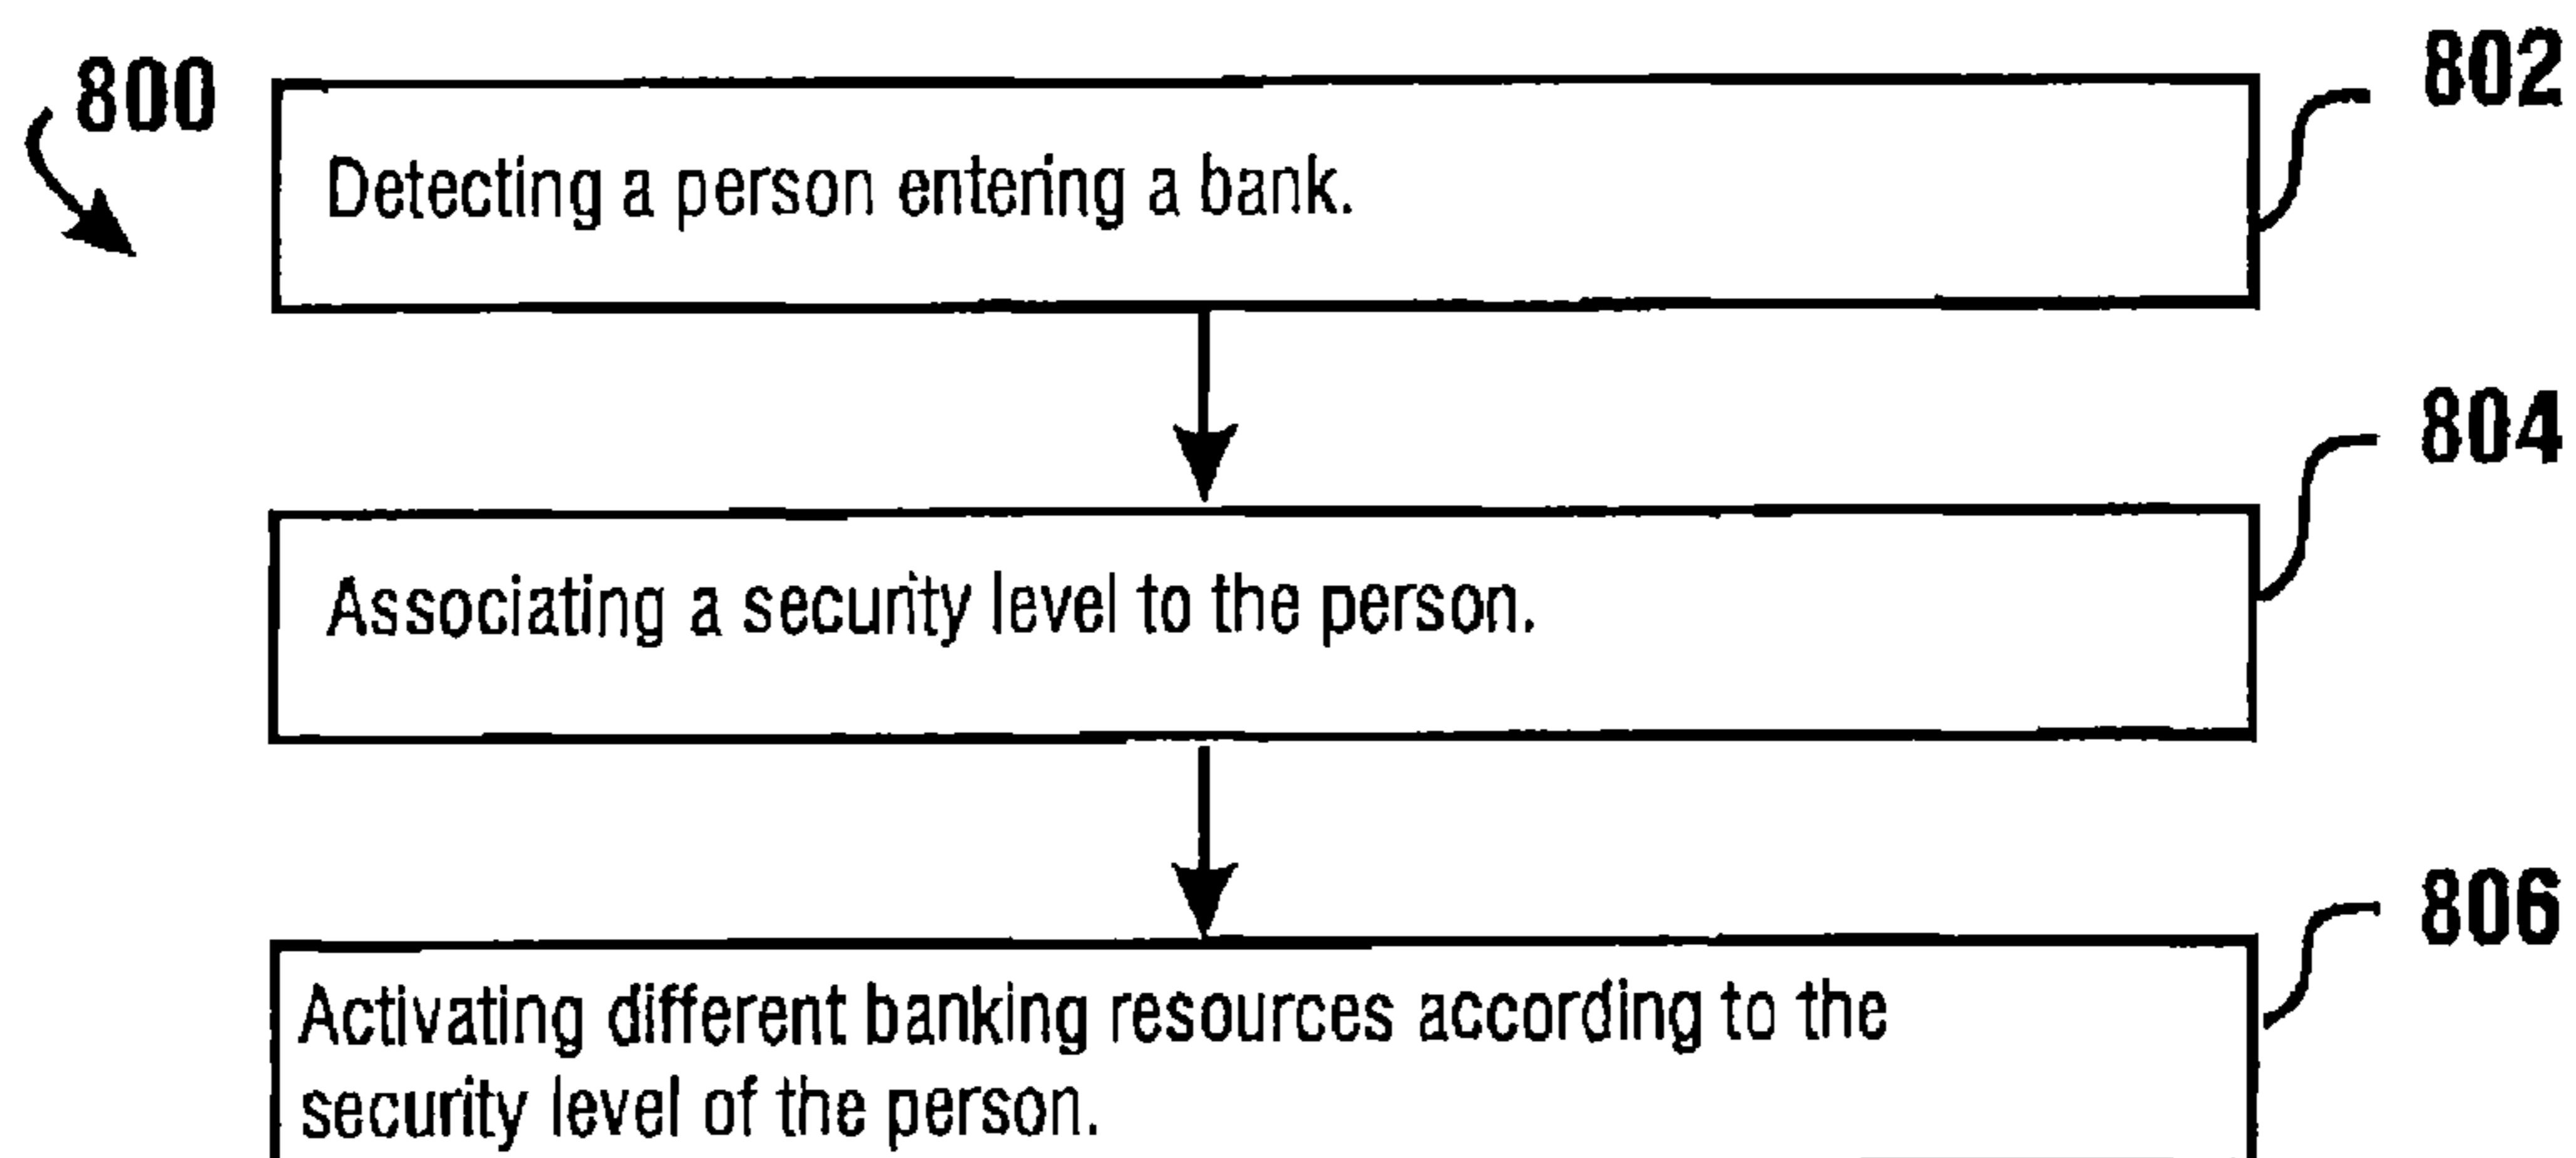 800
802
Detecting a person entering a bank.
804
Associating a security level to the person.
806
Activating different banking resources according to the
security level of the person.